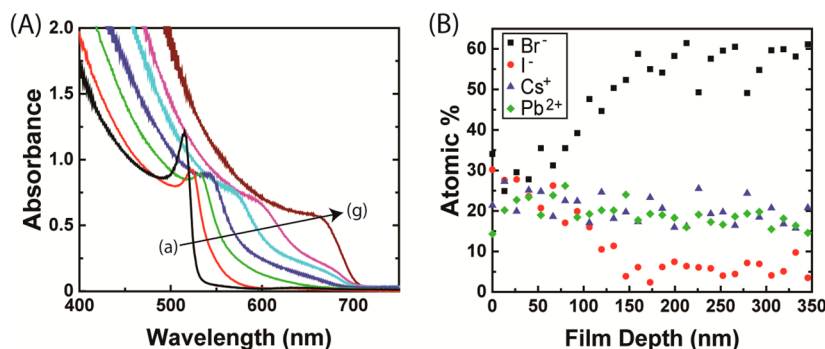 (A)
2.0
1.5
1.0
0.5
0
400
500
600
700
Absorbance
Wavelength (nm)
(a)
(g)
(B)
60
50
40
30
20
10
0
0
50
100
150
200
250
300
350
Atomic %
Film Depth (nm)
Br⁻
I⁻
Cs⁺
Pb²⁺